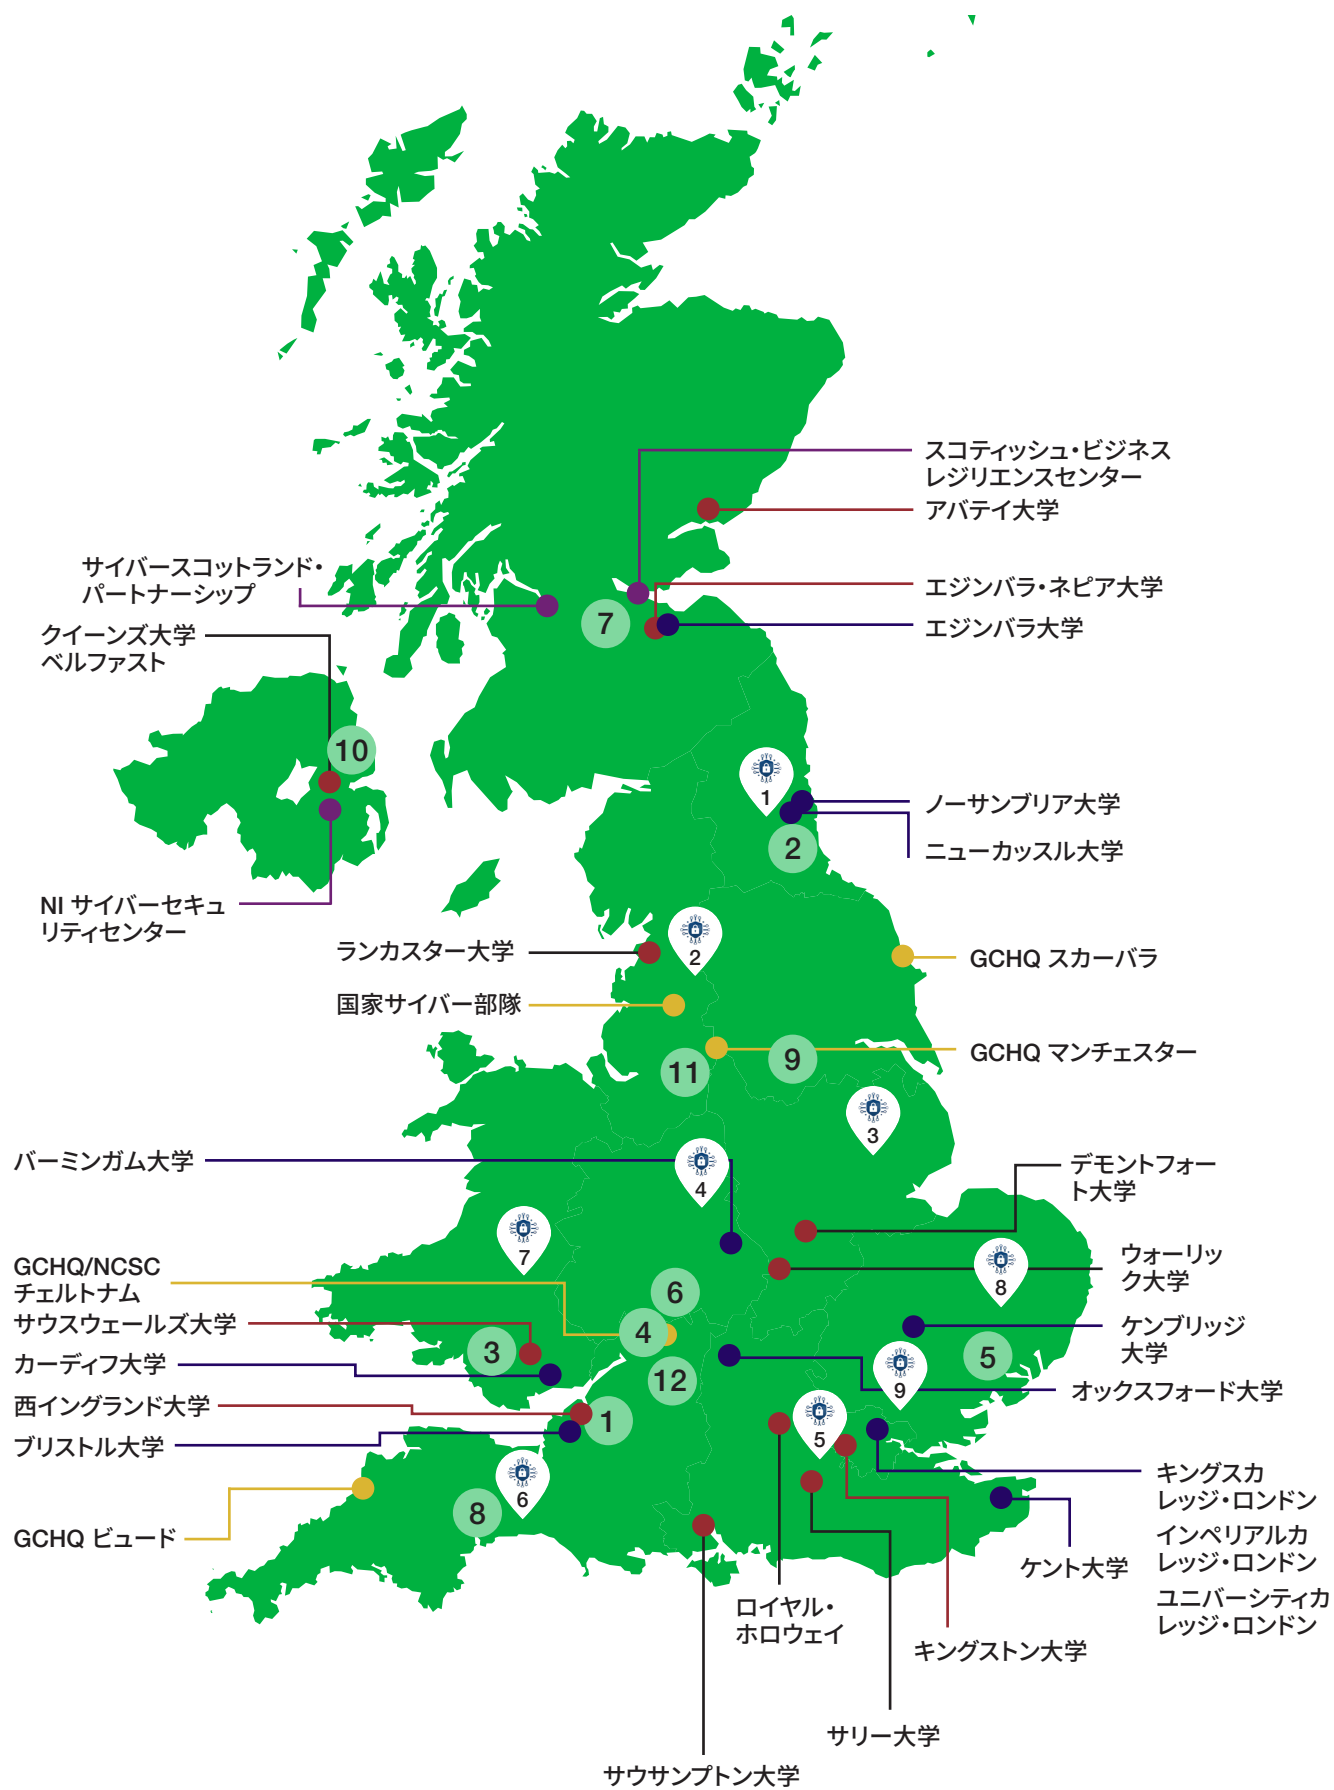 スコティッシュ・ビジネス
レジリエンスセンター
アバテイ大学
サイバースコットランド・
パートナーシップ
エジンバラ・ネピア大学
7
エジンバラ大学
クイーンズ大学
ベルファスト
10
1
ノーサンブリア大学
2
ニューカッスル大学
NI サイバーセキュ
リティセンター
ランカスター大学
2
GCHQ スカーバラ
国家サイバー部隊
GCHQ マンチェスター
9
11
3
バーミンガム大学
4
デモントフォー
ト大学
7
ウォーリッ
ク大学
8
GCHQ/NCSC
チェルトナム
6
サウスウェールズ大学
4
ケンブリッジ
大学
3
5
カーディフ大学
12
9
オックスフォード大学
西イングランド大学
1
5
ブリストル大学
キングスカ
レッジ・ロンドン
6
8
GCHQ ビュード
インペリアルカ
レッジ・ロンドン
ケント大学
ユニバーシティカ
レッジ・ロンドン
ロイヤル・
ホロウェイ
キングストン大学
サリー大学
サウサンプトン大学